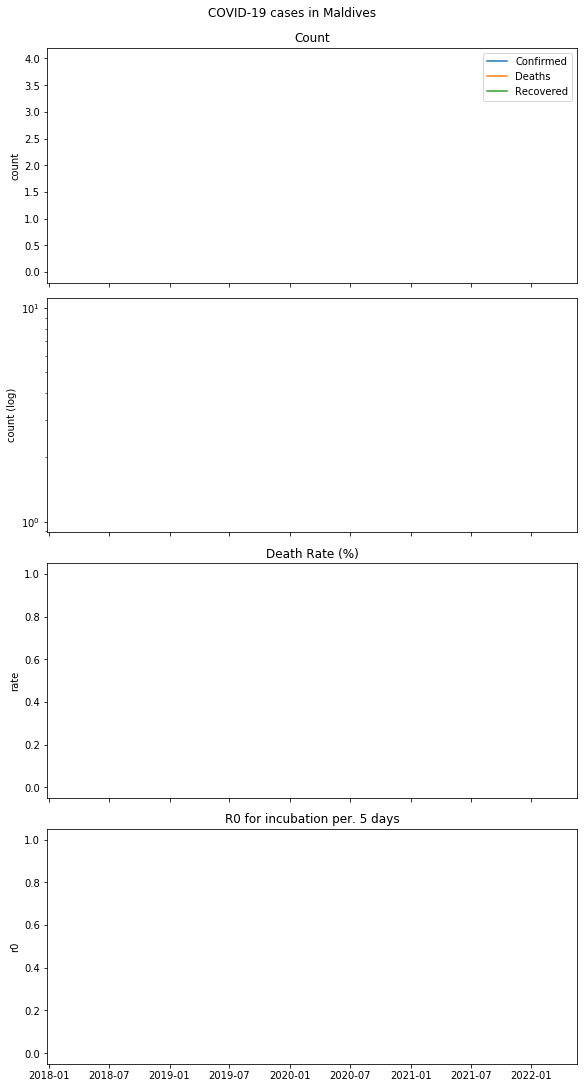 COVID-19 cases in Maldives
Count
4.0
3.5
3.0
2.5
2.0
1.5
1.0
0.5
0.0
count
Confirmed
Deaths
Recovered
10¹
10⁰
count (log)
Death Rate (%)
1.0
0.8
0.6
0.4
0.2
0.0
rate
R0 for incubation per. 5 days
1.0
0.8
0.6
0.4
0.2
0.0
r0
2018-01 2018-07 2019-01 2019-07 2020-01 2020-07 2021-01 2021-07 2022-01